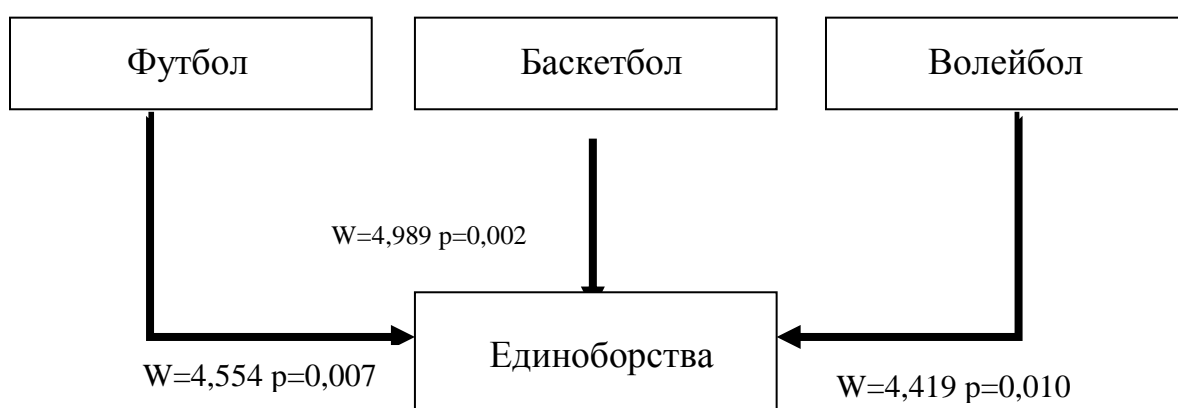 Футбол
Баскетбол
Волейбол
W=4,989 p=0,002
Единоборства
W=4,554 p=0,007
W=4,419 p=0,010